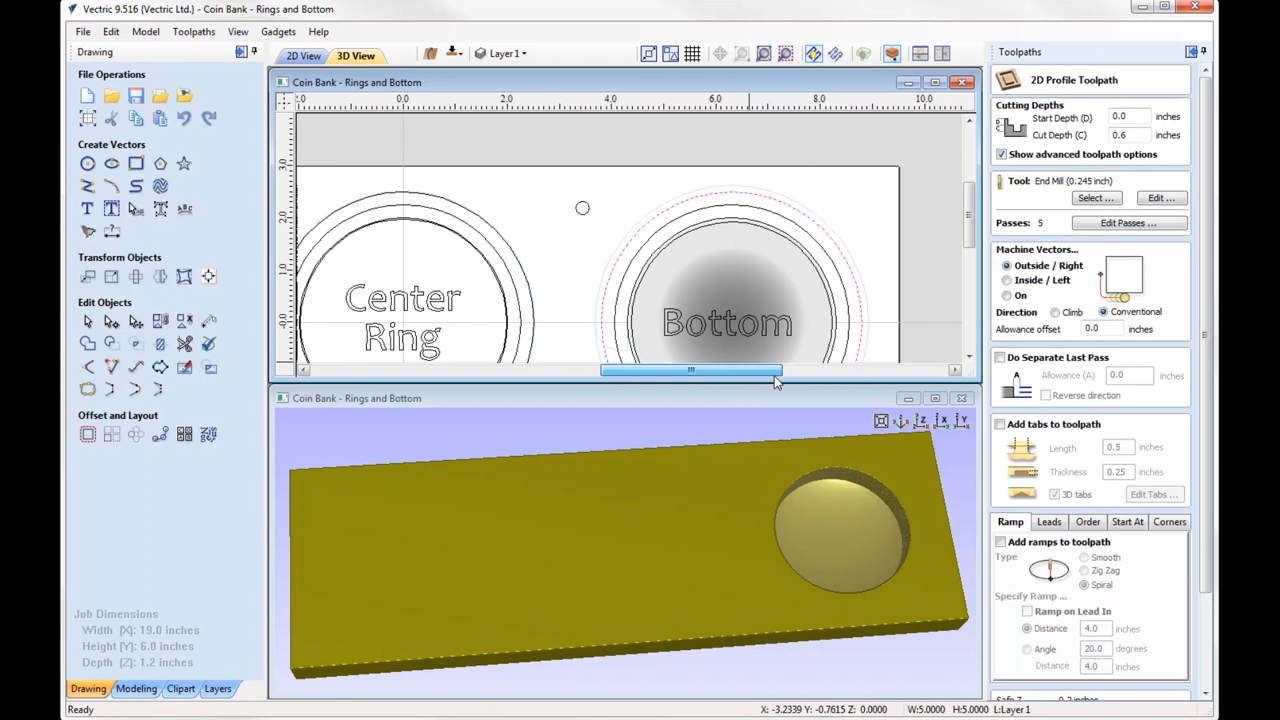 Vectric 9.516 (Vectric Ltd.) - Coin Bank - Rings and Bottom
File Edit Model Toolpaths View Gadgets Help
Drawing
File Operations
Create Vectors
Transform Objects
Edit Objects
Offset and Layout
Job Dimensions
Width [X]: 19.0 inches
Height [Y]: 6.0 inches
Depth [Z]: 1.2 inches
Drawing Modeling Clipart Layers
Ready
2D View 3D View
Layer1
Coin Bank - Rings and Bottom
0.0 2.0 4.0 6.0 8.0 10.0
3.0
2.0
1.0
Center
Ring
Bottom
Coin Bank - Rings and Bottom
X: -3.2339 Y: -0.7615 Z: 0.0000
W:5.0000 H:5.0000 L:Layer1
Toolpaths
2D Profile Toolpath
Cutting Depths
Start Depth (D) 0.0 inches
Cut Depth (C) 0.6 inches
Show advanced toolpath options
Tool: End Mill (0.245 inch)
Select ... Edit ...
Passes: 5 Edit Passes ...
Machine Vectors...
Outside / Right
Inside / Left
On
Direction Climb Conventional
Allowance offset 0.0 inches
Do Separate Last Pass
Allowance (A) 0.0 inches
Reverse direction
Add tabs to toolpath
Length 0.5 inches
Thickness 0.25 inches
3D tabs Edit Tabs ...
Ramp Leads Order Start At Corners
Add ramps to toolpath
Type Smooth
Zig Zag
Spiral
Specify Ramp ...
Ramp on Lead In
Distance 4.0 inches
Angle 20.0 degrees
Distance 4.0 inches